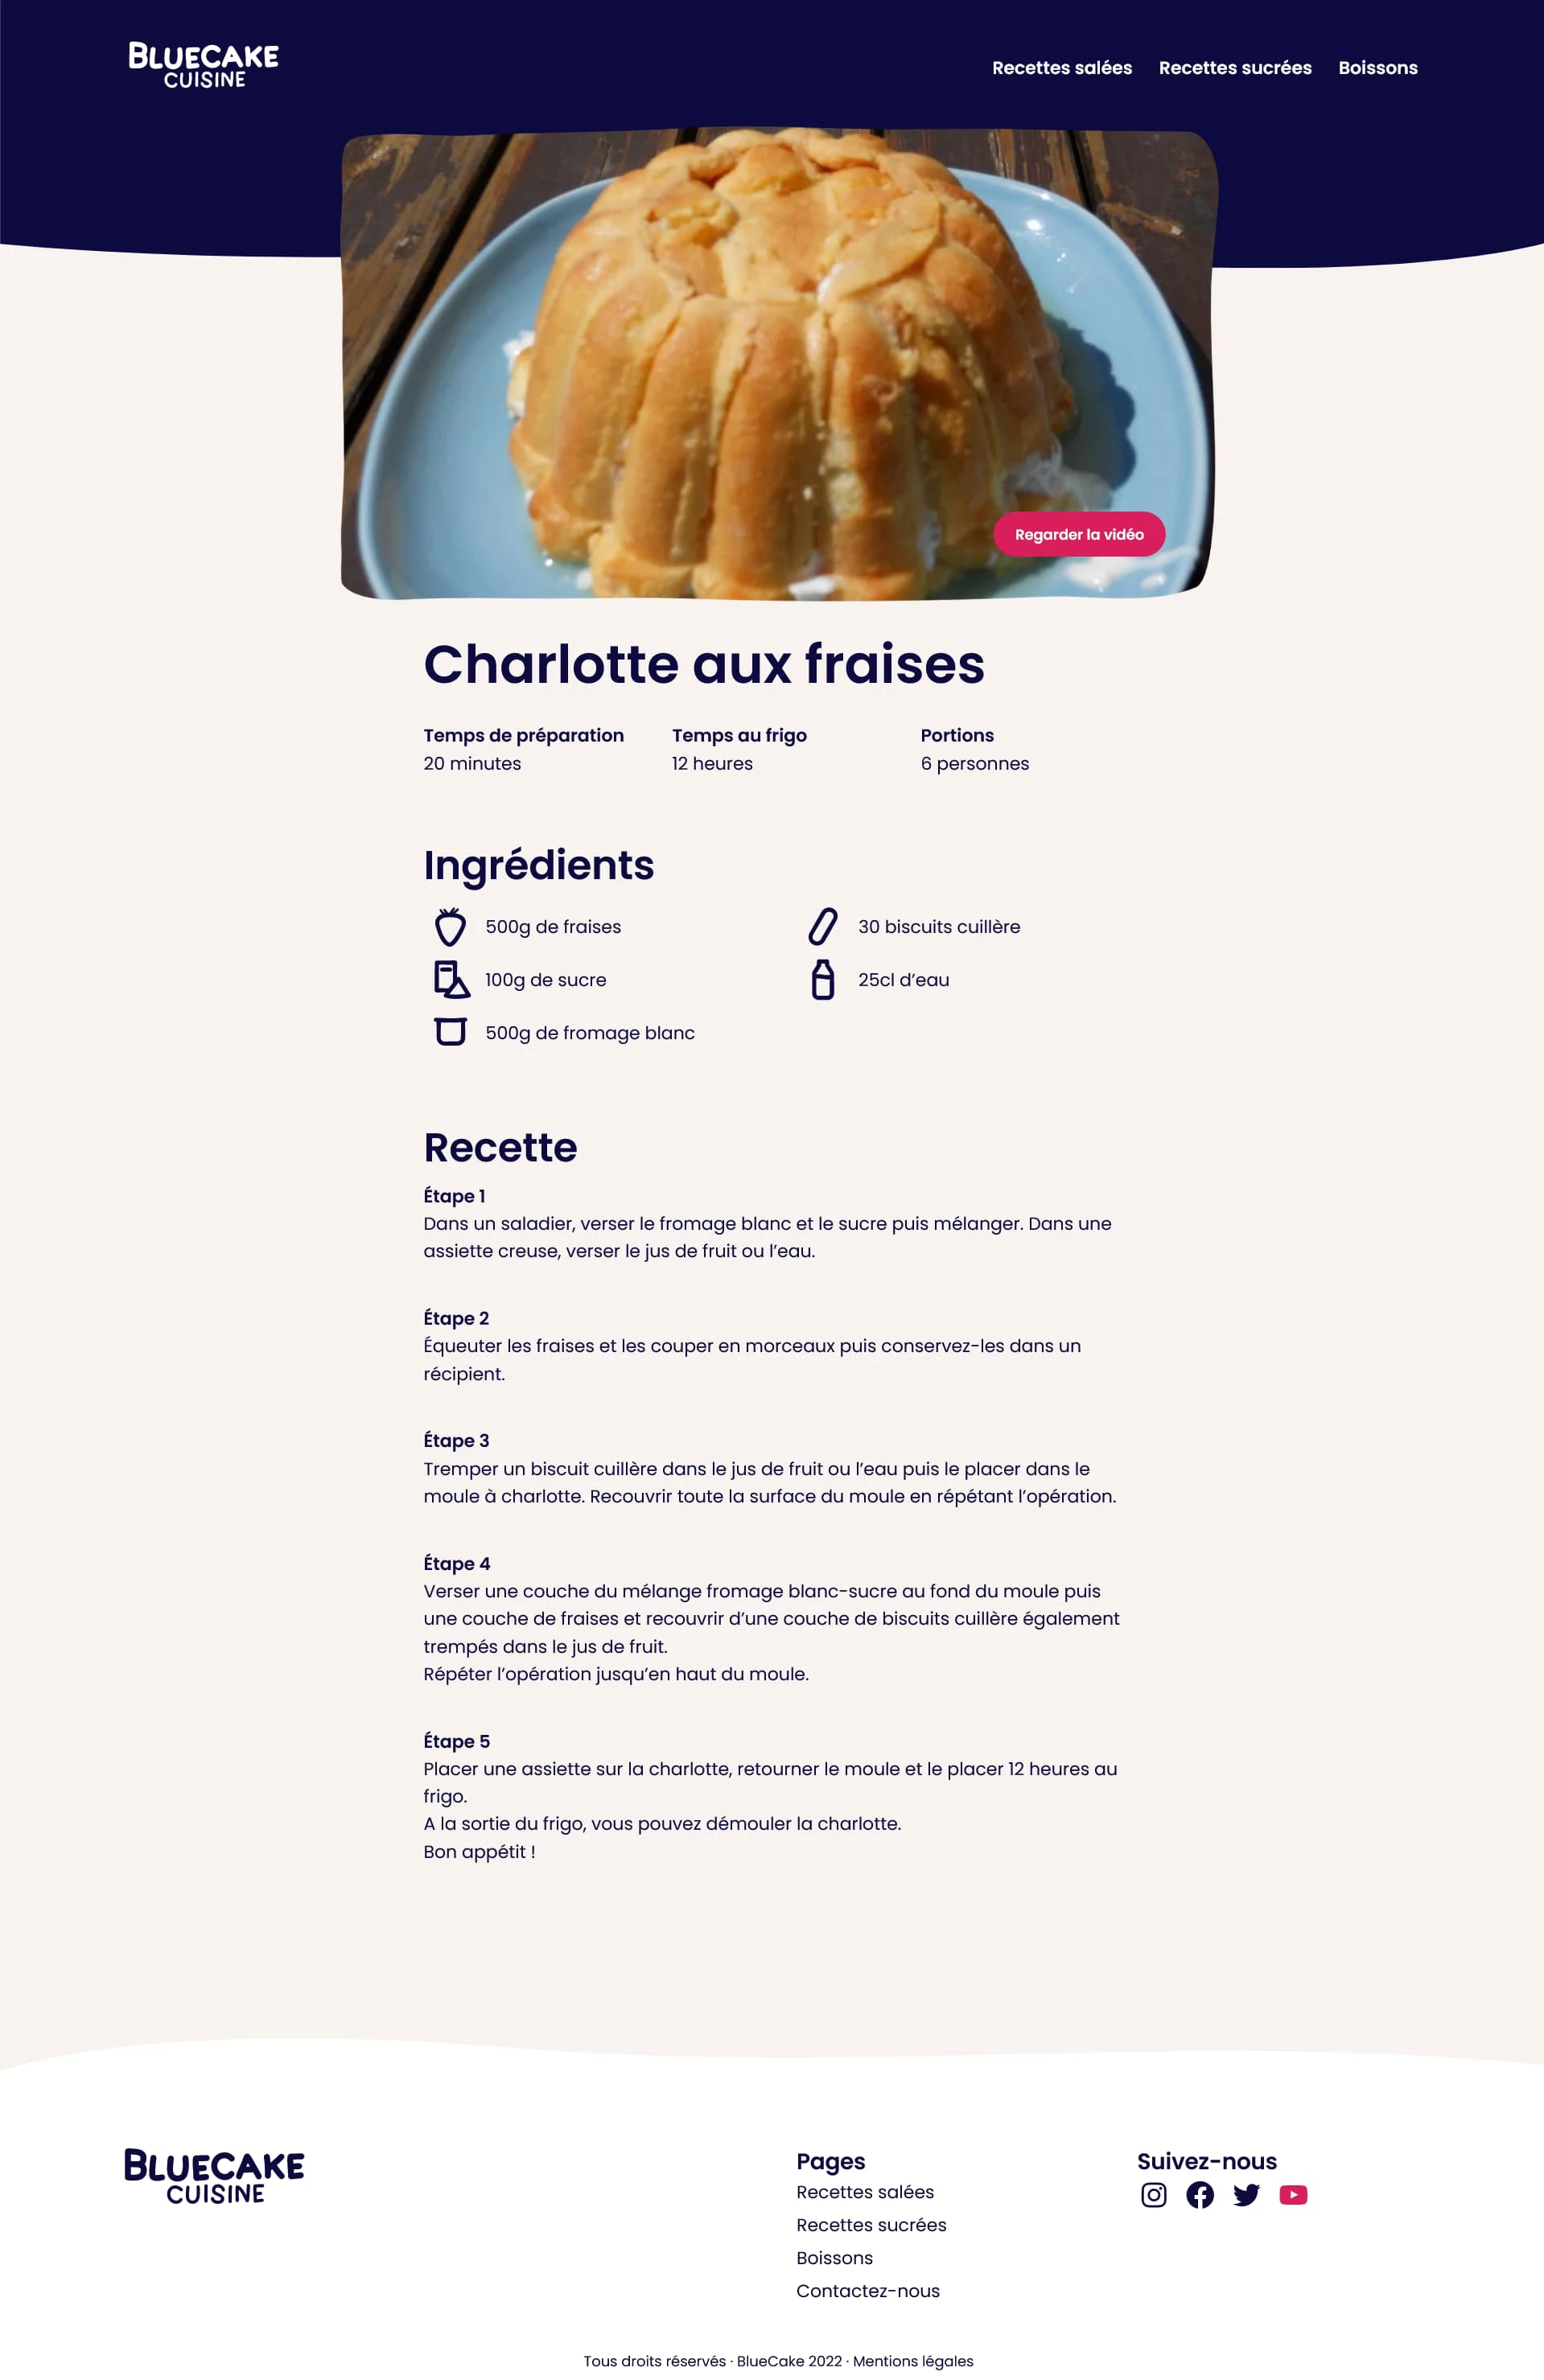 BLUECAKE
CUISINE
Recettes salées Recettes sucrées Boissons
Regarder la vidéo
Charlotte aux fraises
Temps de préparation Temps au frigo Portions
20 minutes 12 heures 6 personnes
Ingrédients
500g de fraises 30 biscuits cuillère
100g de sucre 25cl d’eau
500g de fromage blanc
Recette
Étape 1
Dans un saladier, verser le fromage blanc et le sucre puis mélanger. Dans une
assiette creuse, verser le jus de fruit ou l’eau.
Étape 2
Équeuter les fraises et les couper en morceaux puis conservez-les dans un
récipient.
Étape 3
Tremper un biscuit cuillère dans le jus de fruit ou l’eau puis le placer dans le
moule à charlotte. Recouvrir toute la surface du moule en répétant l’opération.
Étape 4
Verser une couche du mélange fromage blanc-sucre au fond du moule puis
une couche de fraises et recouvrir d’une couche de biscuits cuillère également
trempés dans le jus de fruit.
Répéter l’opération jusqu’en haut du moule.
Étape 5
Placer une assiette sur la charlotte, retourner le moule et le placer 12 heures au
frigo.
A la sortie du frigo, vous pouvez démouler la charlotte.
Bon appétit !
BLUECAKE
CUISINE
Pages
Recettes salées
Recettes sucrées
Boissons
Contactez-nous
Suivez-nous
Tous droits réservés · BlueCake 2022 · Mentions légales